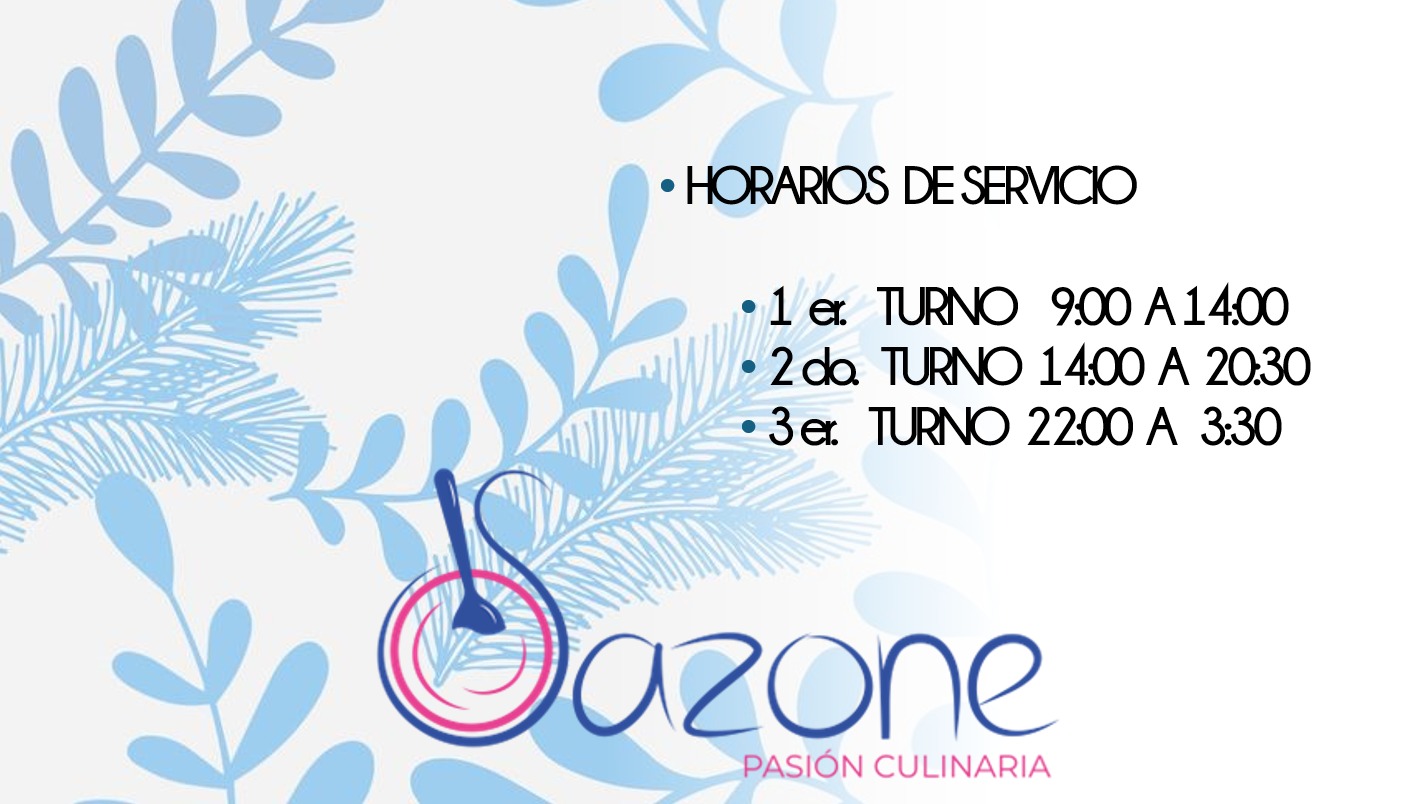 • HORARIOS DE SERVICIO
• 1 er. TURNO 9:00 A 14:00
• 2 do. TURNO 14:00 A 20:30
• 3 er. TURNO 22:00 A 3:30
Sazone
PASIÓN CULINARIA